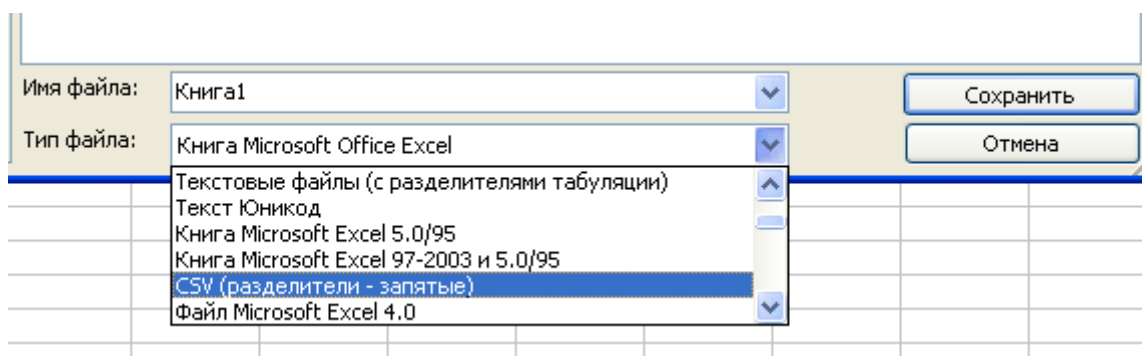 Имя файла: Книга1 Сохранить
Тип файла: Книга Microsoft Office Excel Отмена
Текстовые файлы (с разделителями табуляции)
Текст Юникод
Книга Microsoft Excel 5.0/95
Книга Microsoft Excel 97-2003 и 5.0/95
CSV (разделители - запятые)
Файл Microsoft Excel 4.0